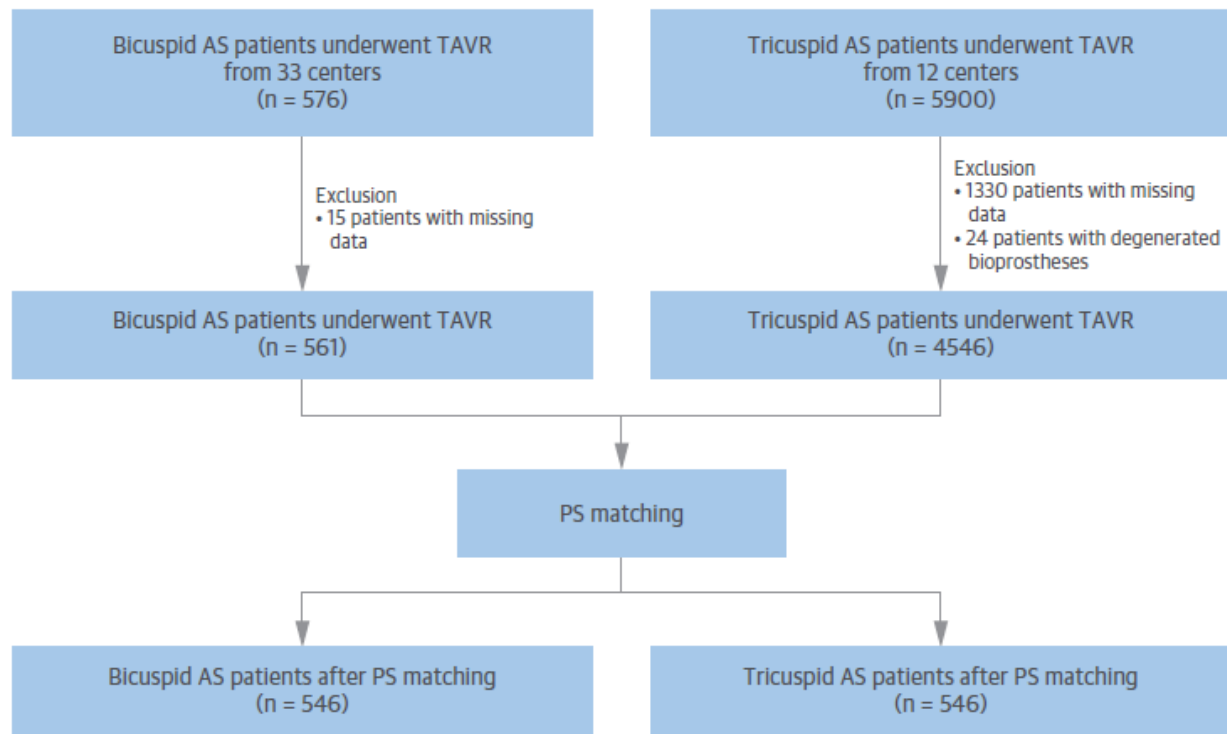 Bicuspid AS patients underwent TAVR
from 33 centers
(n = 576)
Tricuspid AS patients underwent TAVR
from 12 centers
(n = 5900)
Exclusion
• 15 patients with missing
data
Exclusion
• 1330 patients with missing
data
• 24 patients with degenerated
bioprostheses
Bicuspid AS patients underwent TAVR
(n = 561)
Tricuspid AS patients underwent TAVR
(n = 4546)
PS matching
Bicuspid AS patients after PS matching
(n = 546)
Tricuspid AS patients after PS matching
(n = 546)